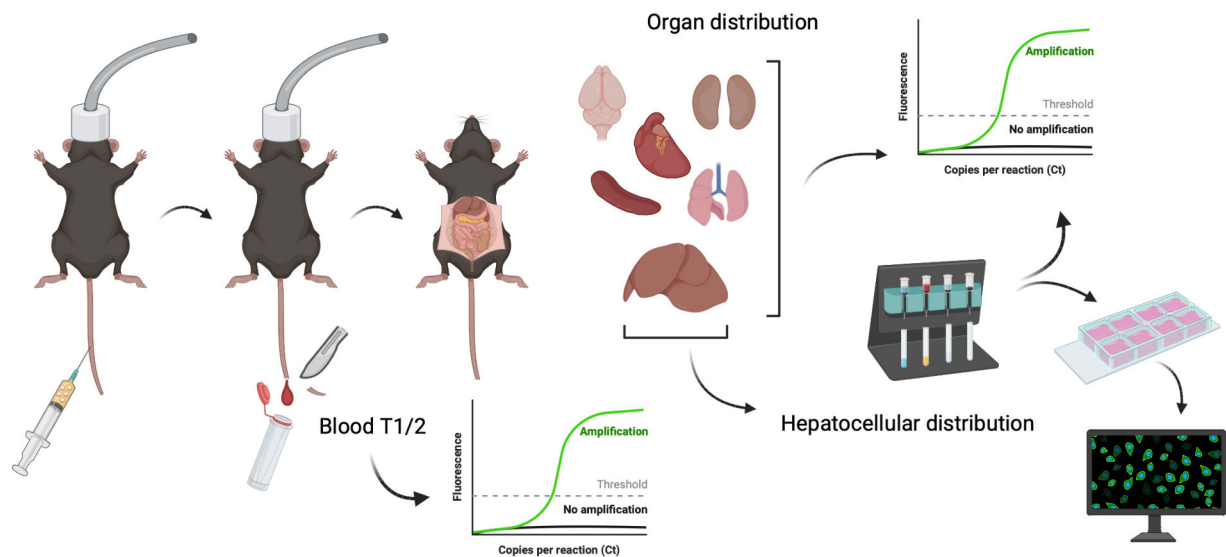 Organ distribution
Fluorescence
Amplification
Threshold
No amplification
Copies per reaction (Ct)
Blood T1/2
Fluorescence
Amplification
Threshold
No amplification
Copies per reaction (Ct)
Hepatocellular distribution